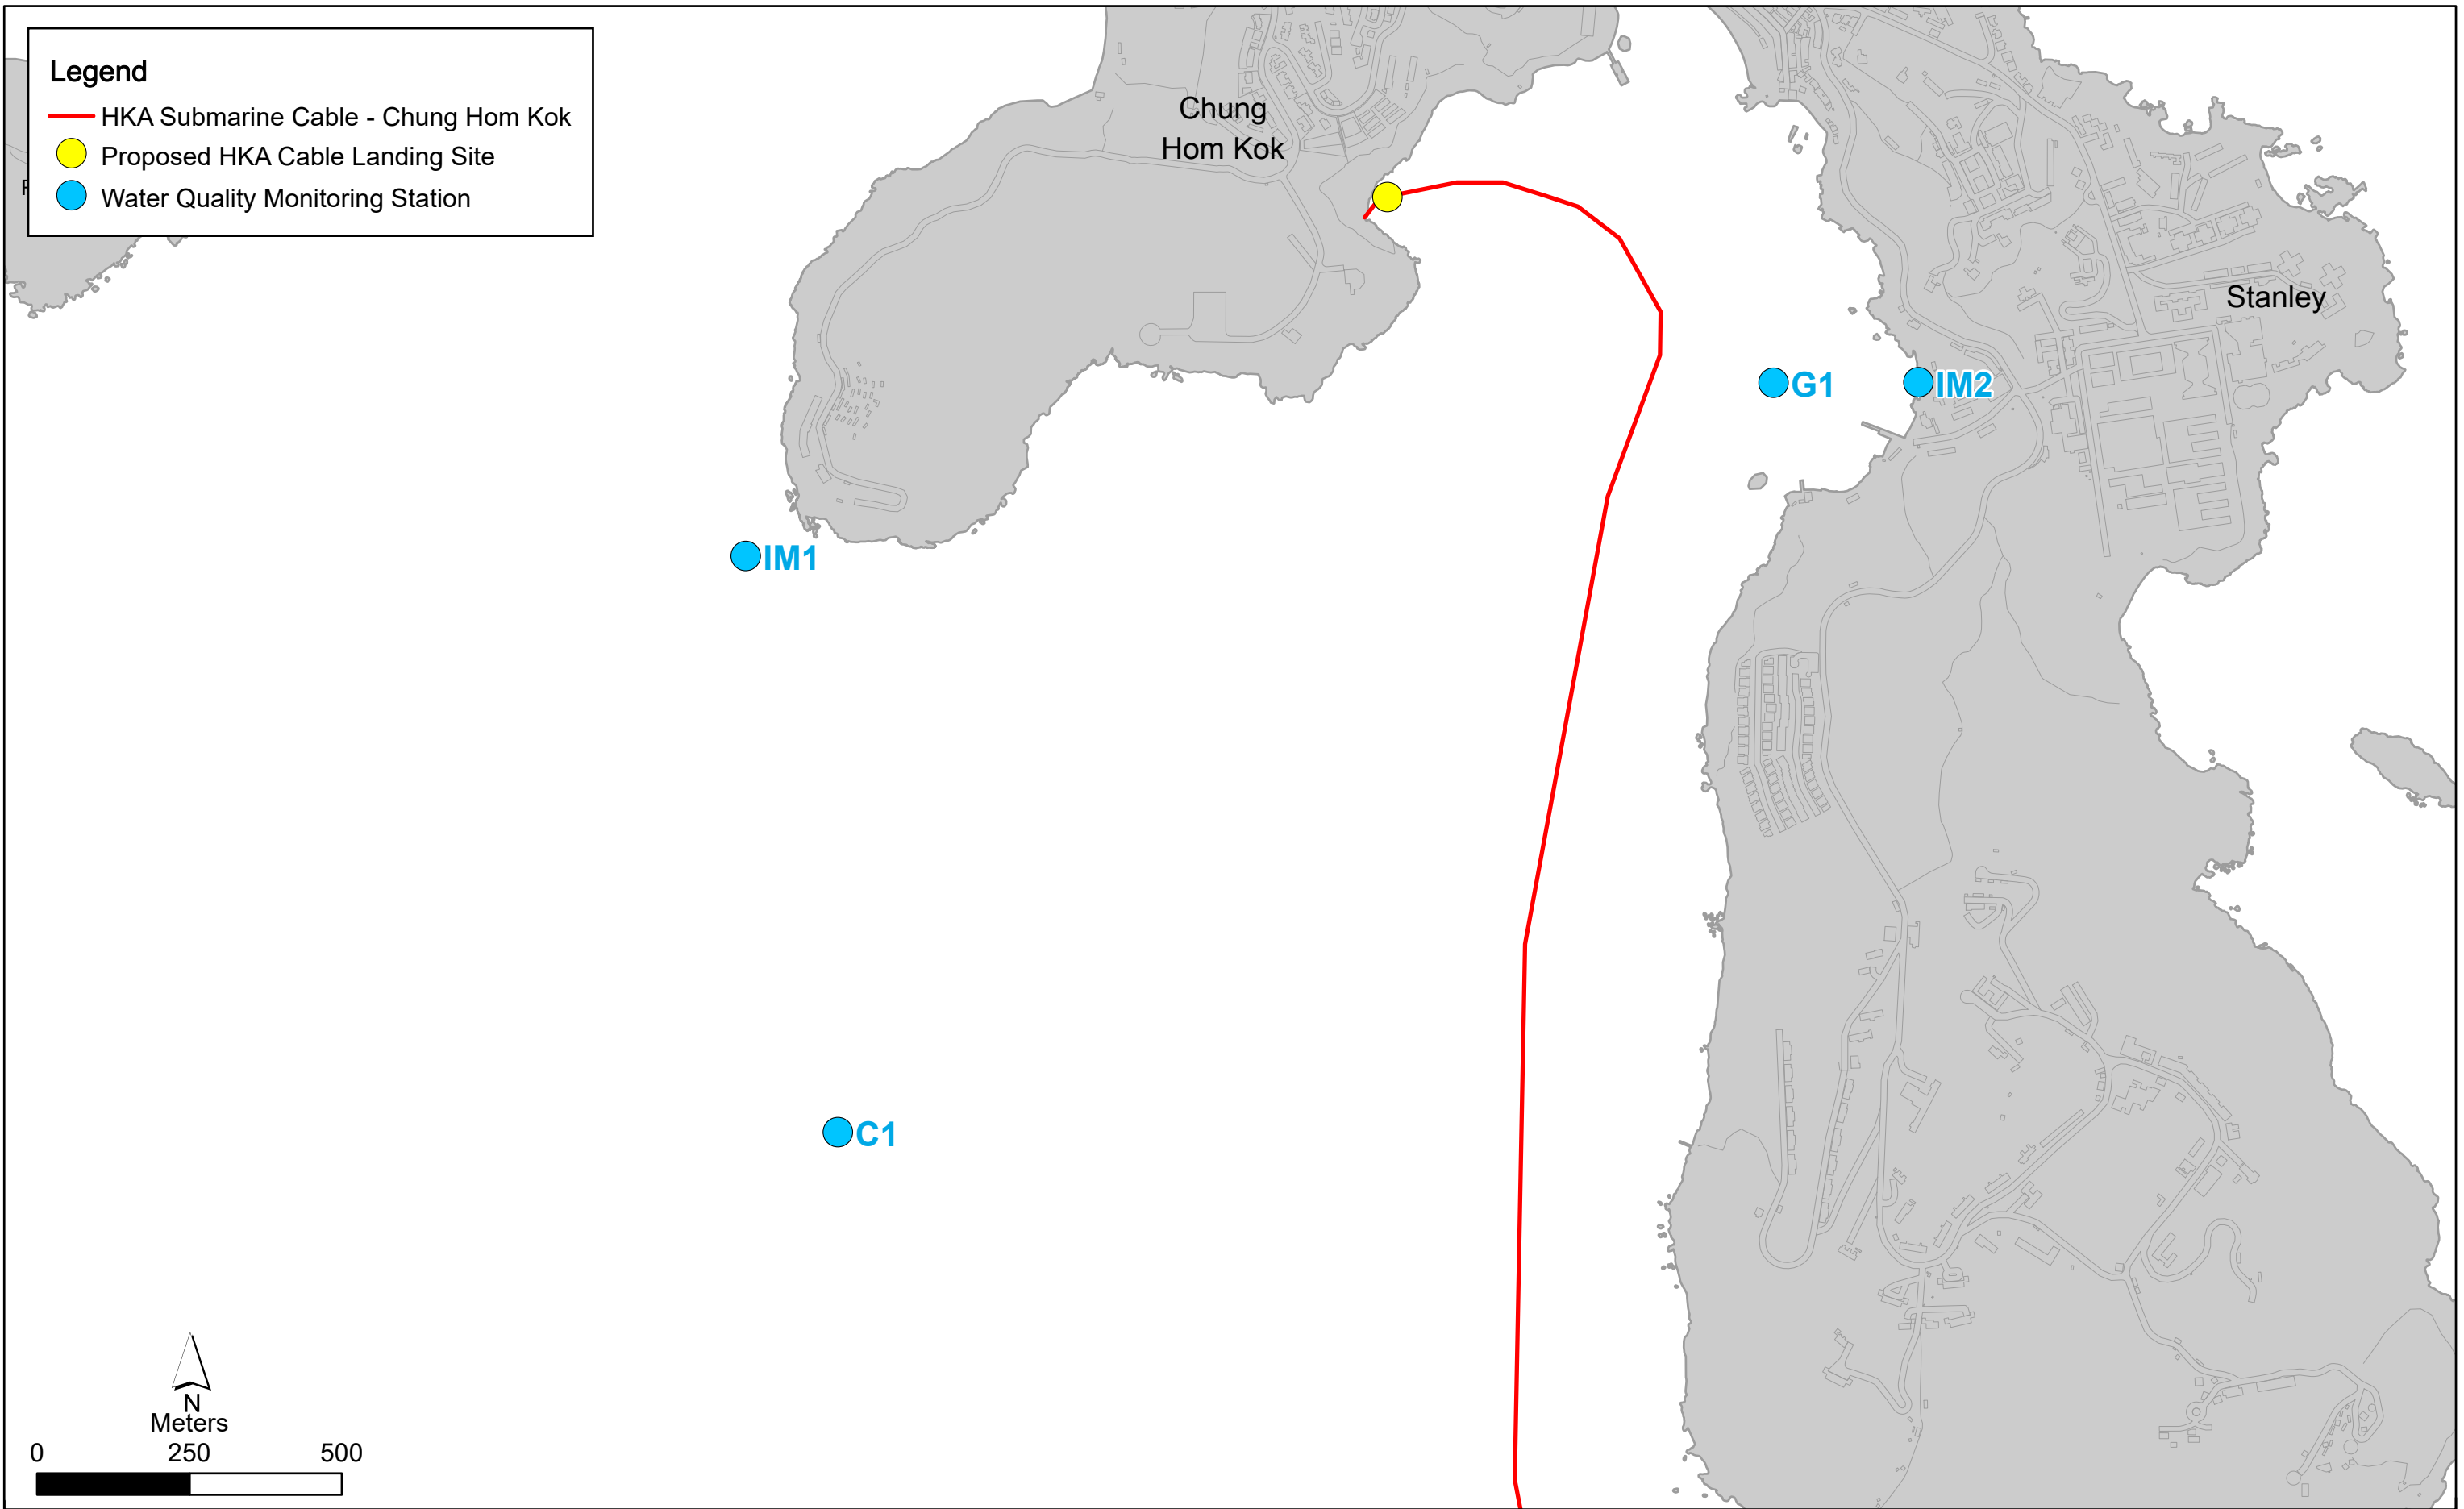 Legend
HKA Submarine Cable - Chung Hom Kok
Proposed HKA Cable Landing Site
Water Quality Monitoring Station
Chung
Hom Kok
Stanley
G1
IM2
IM1
C1
N
Meters
0 250 500